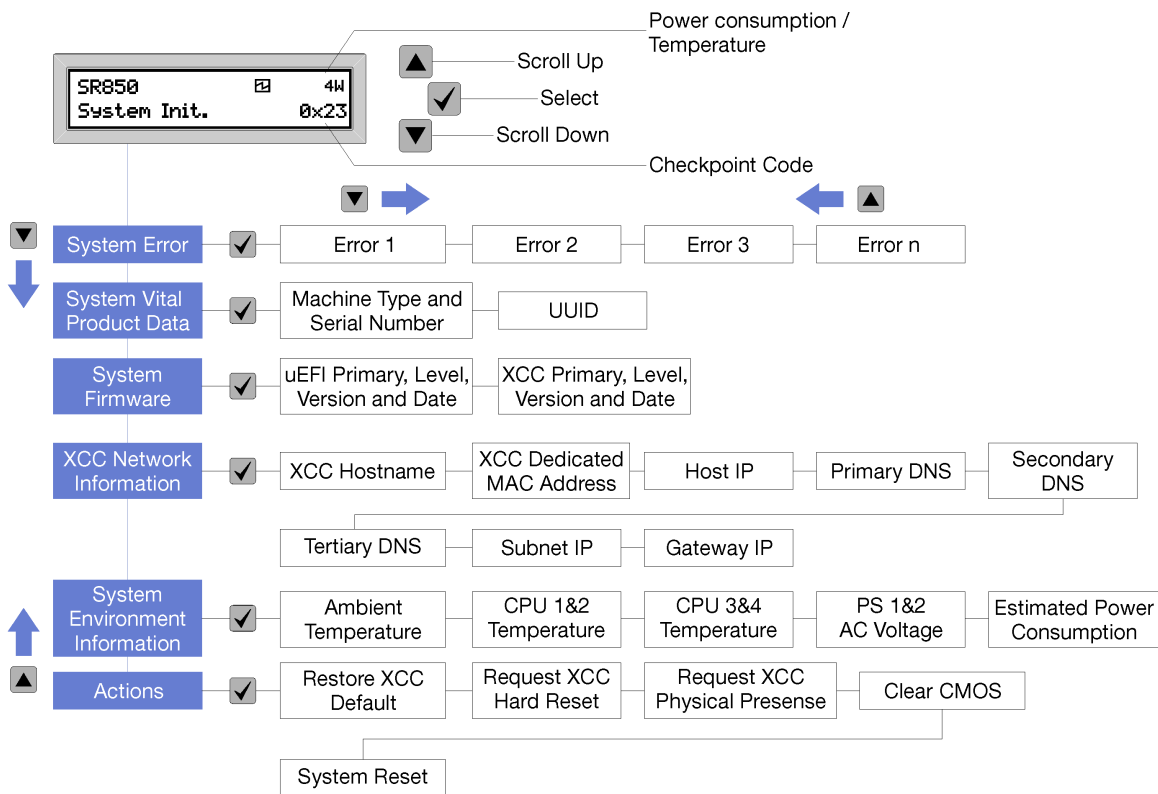 Power consumption /
Temperature
SR850 4W
System Init. 0x23
Scroll Up
Select
Scroll Down
Checkpoint Code
System Error
Error 1
Error 2
Error 3
Error n
System Vital
Product Data
Machine Type and
Serial Number
UUID
System
Firmware
uEFI Primary, Level,
Version and Date
XCC Primary, Level,
Version and Date
XCC Network
Information
XCC Hostname
XCC Dedicated
MAC Address
Host IP
Primary DNS
Secondary
DNS
Tertiary DNS
Subnet IP
Gateway IP
System
Environment
Information
Ambient
Temperature
CPU 1&2
Temperature
CPU 3&4
Temperature
PS 1&2
AC Voltage
Estimated Power
Consumption
Actions
Restore XCC
Default
Request XCC
Hard Reset
Request XCC
Physical Presense
Clear CMOS
System Reset